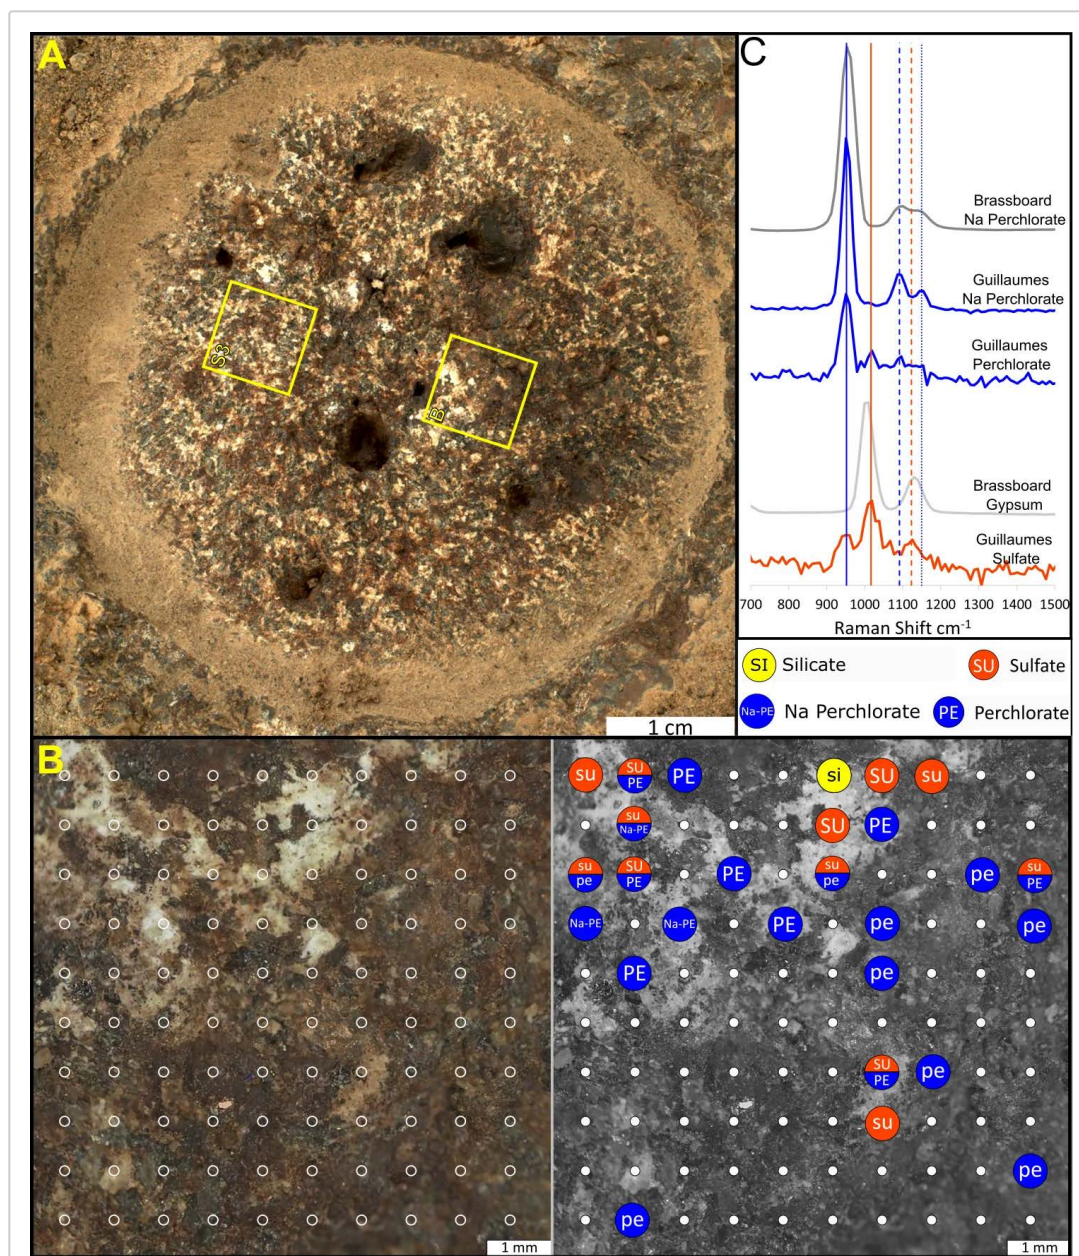 A
S3
B
1 cm
C
Brassboard
Na Perchlorate
Guillaumes
Na Perchlorate
Guillaumes
Perchlorate
Brassboard
Gypsum
Guillaumes
Sulfate
700 800 900 1000 1100 1200 1300 1400 1500
Raman Shift cm-1
SI Silicate SU Sulfate
Na-PE Na Perchlorate PE Perchlorate
B
1 mm
su SU PE PE si SU su
su Na-PE SU PE
su pe SU PE PE su pe pe su PE
Na-PE Na-PE PE pe pe
PE pe
SU PE pe
su
pe
pe
1 mm